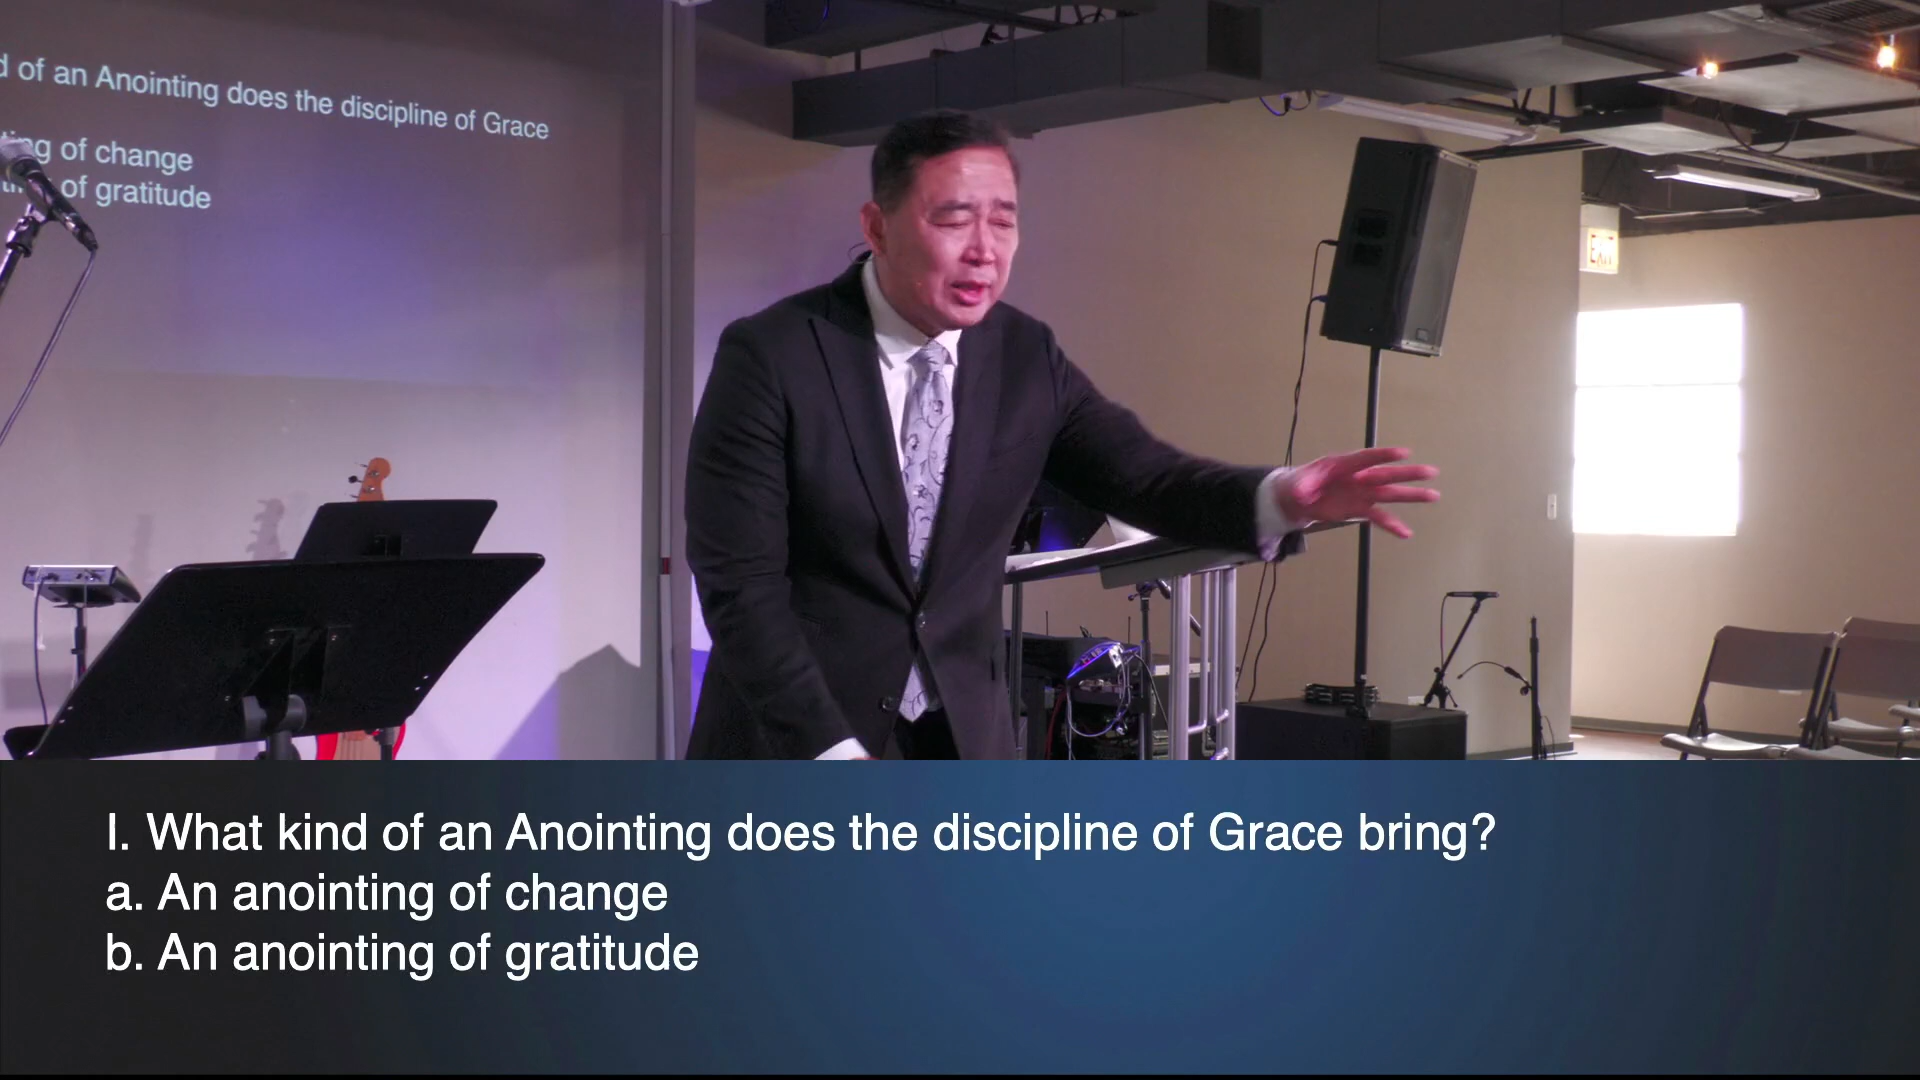 of an Anointing does the discipline of Grace
of change
of gratitude
EXIT
I. What kind of an Anointing does the discipline of Grace bring?
a. An anointing of change
b. An anointing of gratitude